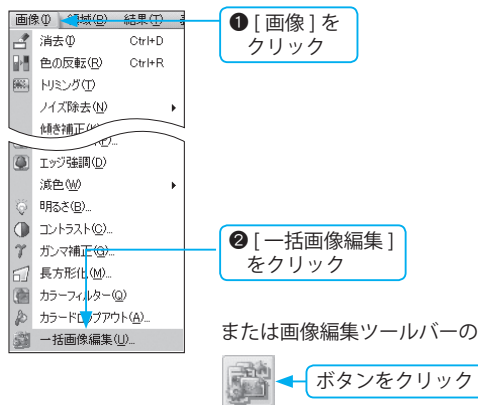 画像(I) 領域(R) 結果(T)
❶ [ 画像 ] を
クリック
消去(I) Ctrl+D
色の反転(R) Ctrl+R
トリミング(T)
ノイズ除去(N)
傾き補正(K)
エッジ強調(D)
減色(W)
明るさ(B)...
コントラスト(C)...
ガンマ補正(G)...
長方形化(M)...
カラーフィルター(Q)
カラードロップアウト(A)...
一括画像編集(U)...
❷ [ 一括画像編集 ]
をクリック
または画像編集ツールバーの
ボタンをクリック